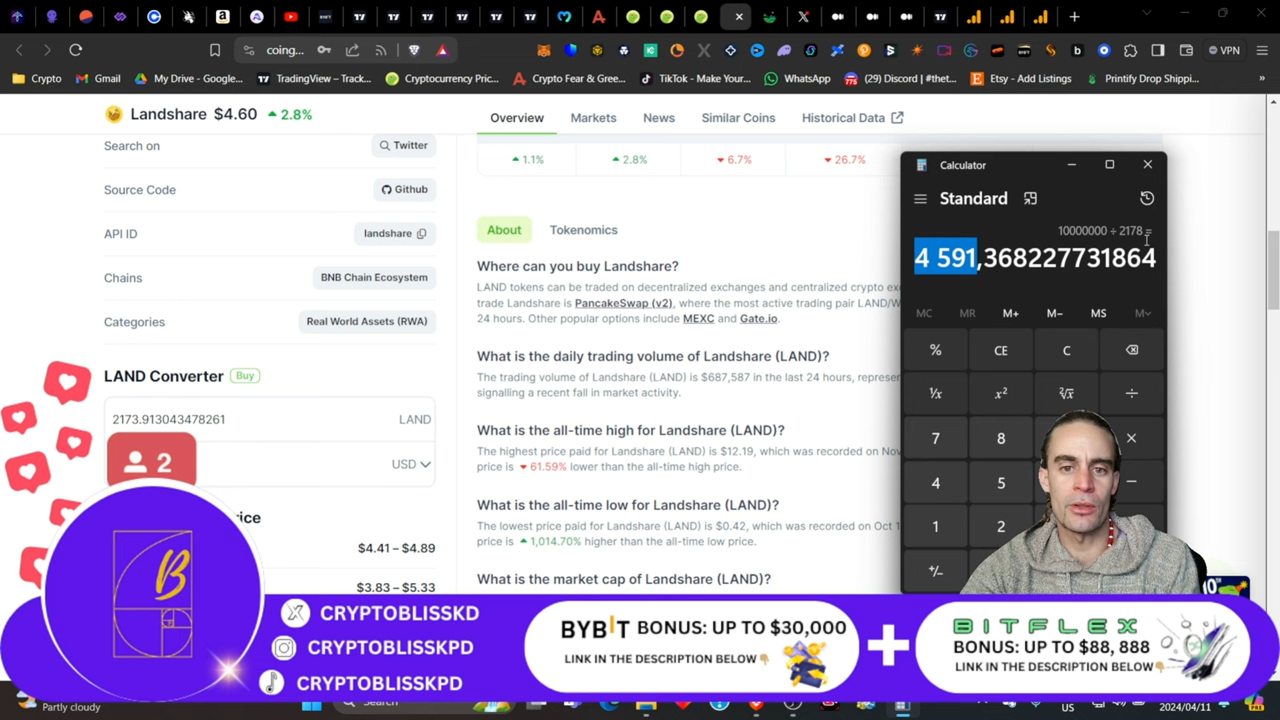 coing...
VPN
Crypto
Gmail
My Drive - Google...
TradingView – Track...
Cryptocurrency Pric...
Crypto Fear & Gree...
TikTok - Make Your...
WhatsApp
(29) Discord | #thet...
Etsy - Add Listings
Printify Drop Shippi...
»
Landshare $4.60 2.8%
Overview
Markets
News
Similar Coins
Historical Data
Search on
Twitter
Source Code
Github
API ID
landshare
Chains
BNB Chain Ecosystem
Categories
Real World Assets (RWA)
LAND Converter
Buy
2173.913043478261
LAND
2
USD
ice
$4.41 – $4.89
$3.83 – $5.33
1.1%
2.8%
6.7%
26.7%
About
Tokenomics
Where can you buy Landshare?
LAND tokens can be traded on decentralized exchanges and centralized crypto exc
trade Landshare is PancakeSwap (v2), where the most active trading pair LAND/W
24 hours. Other popular options include MEXC and Gate.io.
What is the daily trading volume of Landshare (LAND)?
The trading volume of Landshare (LAND) is $687,587 in the last 24 hours, represen
signalling a recent fall in market activity.
What is the all-time high for Landshare (LAND)?
The highest price paid for Landshare (LAND) is $12.19, which was recorded on Nov
price is 61.59% lower than the all-time high price.
What is the all-time low for Landshare (LAND)?
The lowest price paid for Landshare (LAND) is $0.42, which was recorded on Oct 1
price is 1,014.70% higher than the all-time low price.
What is the market cap of Landshare (LAND)?
Calculator
Standard
10000000 ÷ 2178 =
4 591,368227731864
MC MR M+ M− MS M
% CE C
⅟x x² ²√x ÷
7 8 ×
4 5 −
1 2
+/−
B
CRYPTOBLISSKD
CRYPTOBLISSKPD
CRYPTOBLISSKPD
BYBIT BONUS: UP TO $30,000
LINK IN THE DESCRIPTION BELOW
+
BITFLEX
BONUS: UP TO $88, 888
LINK IN THE DESCRIPTION BELOW
Partly cloudy
Search
US
2024/04/11